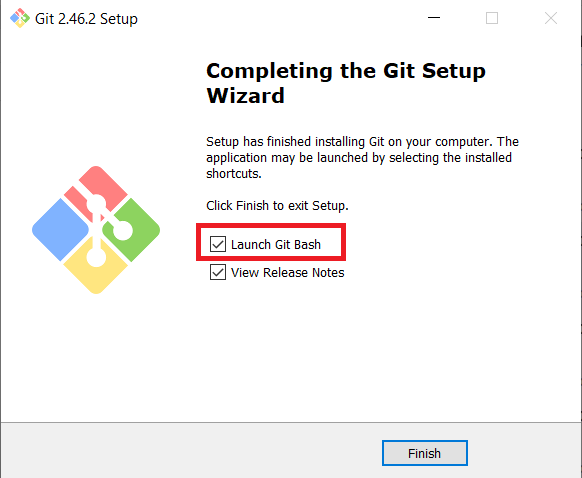 Git 2.46.2 Setup
Completing the Git Setup
Wizard
Setup has finished installing Git on your computer. The
application may be launched by selecting the installed
shortcuts.
Click Finish to exit Setup.
Launch Git Bash
View Release Notes
Finish